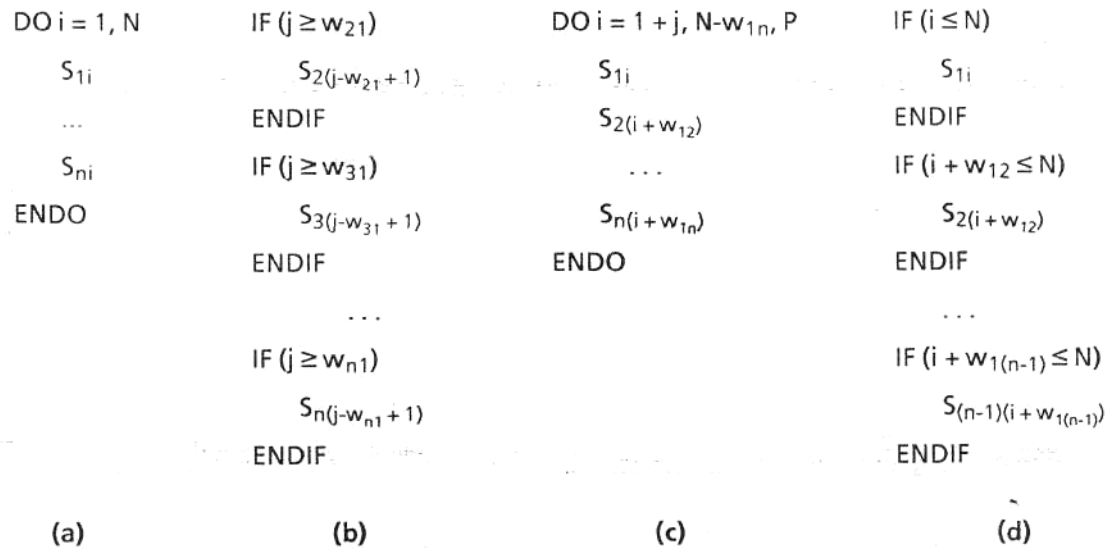 DO i = 1, N
S1i
...
Sni
ENDO
(a)
IF (j ≥ w21)
S2(j-w21 + 1)
ENDIF
IF (j ≥ w31)
S3(j-w31 + 1)
ENDIF
...
IF (j ≥ wn1)
Sn(j-wn1 + 1)
ENDIF
(b)
DO i = 1 + j, N-w1n, P
S1i
S2(i + w12)
...
Sn(i + w1n)
ENDO
(c)
IF (i ≤ N)
S1i
ENDIF
IF (i + w12 ≤ N)
S2(i + w12)
ENDIF
...
IF (i + w1(n-1) ≤ N)
S(n-1)(i + w1(n-1))
ENDIF
(d)